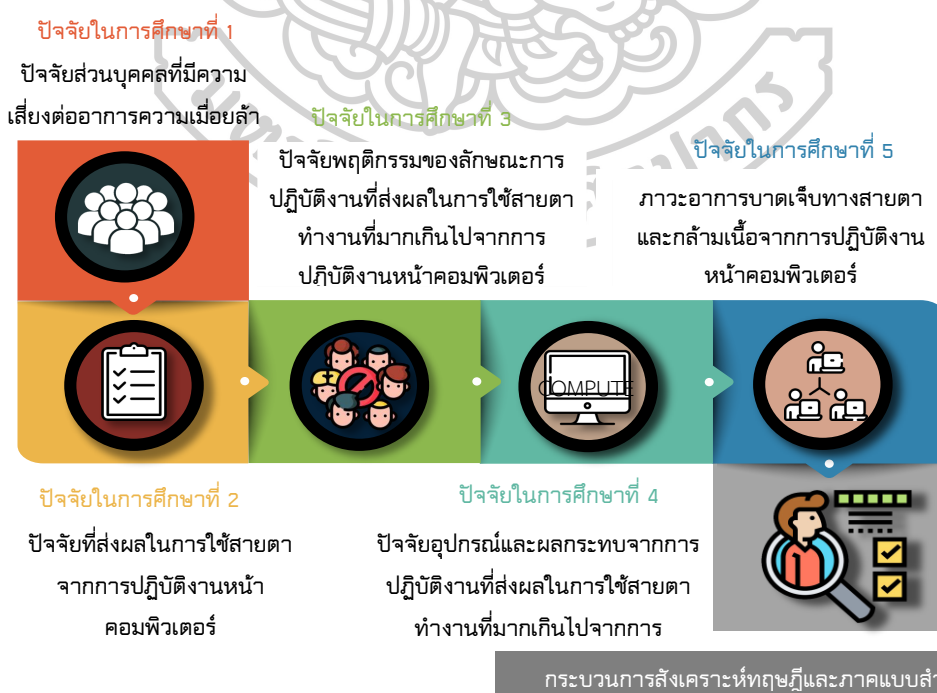 ปัจจัยในการศึกษาที่ 1
ปัจจัยส่วนบุคคลที่มีความ
เสี่ยงต่ออาการความเมื่อยล้า
ปัจจัยในการศึกษาที่ 3
ปัจจัยพฤติกรรมของลักษณะการ
ปฏิบัติงานที่ส่งผลในการใช้สายตา
ทำงานที่มากเกินไปจากการ
ปฏิบัติงานหน้าคอมพิวเตอร์
ปัจจัยในการศึกษาที่ 5
ภาวะอาการบาดเจ็บทางสายตา
และกล้ามเนื้อจากการปฏิบัติงาน
หน้าคอมพิวเตอร์
COMPUTE
ปัจจัยในการศึกษาที่ 2
ปัจจัยที่ส่งผลในการใช้สายตา
จากการปฏิบัติงานหน้า
คอมพิวเตอร์
ปัจจัยในการศึกษาที่ 4
ปัจจัยอุปกรณ์และผลกระทบจากการ
ปฏิบัติงานที่ส่งผลในการใช้สายตา
ทำงานที่มากเกินไปจากการ
กระบวนการสังเคราะห์ทฤษฎีและภาคแบบสำ